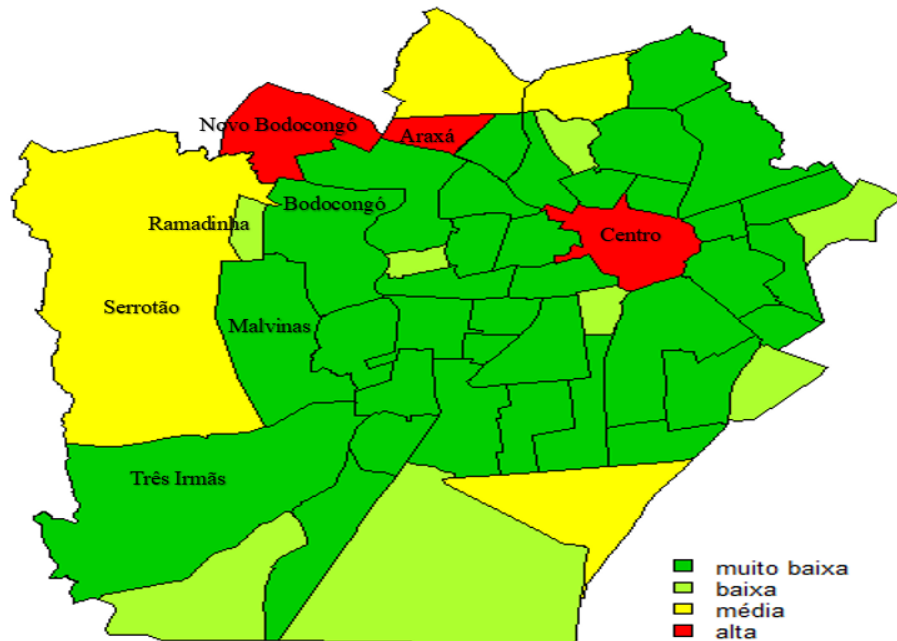 Novo Bodocongó
Araxá
Bodocongó
Ramadinha
Centro
Serrotão
Malvinas
Três Irmãs
muito baixa
baixa
média
alta